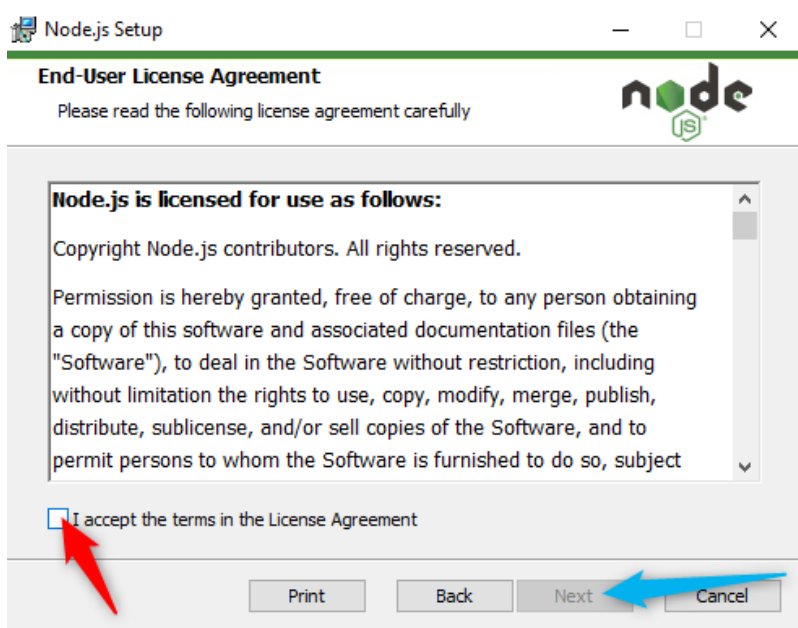 Node.js Setup
End-User License Agreement
Please read the following license agreement carefully
node
JS
Node.js is licensed for use as follows:
Copyright Node.js contributors. All rights reserved.
Permission is hereby granted, free of charge, to any person obtaining
a copy of this software and associated documentation files (the
"Software"), to deal in the Software without restriction, including
without limitation the rights to use, copy, modify, merge, publish,
distribute, sublicense, and/or sell copies of the Software, and to
permit persons to whom the Software is furnished to do so, subject
I accept the terms in the License Agreement
Print Back Next Cancel